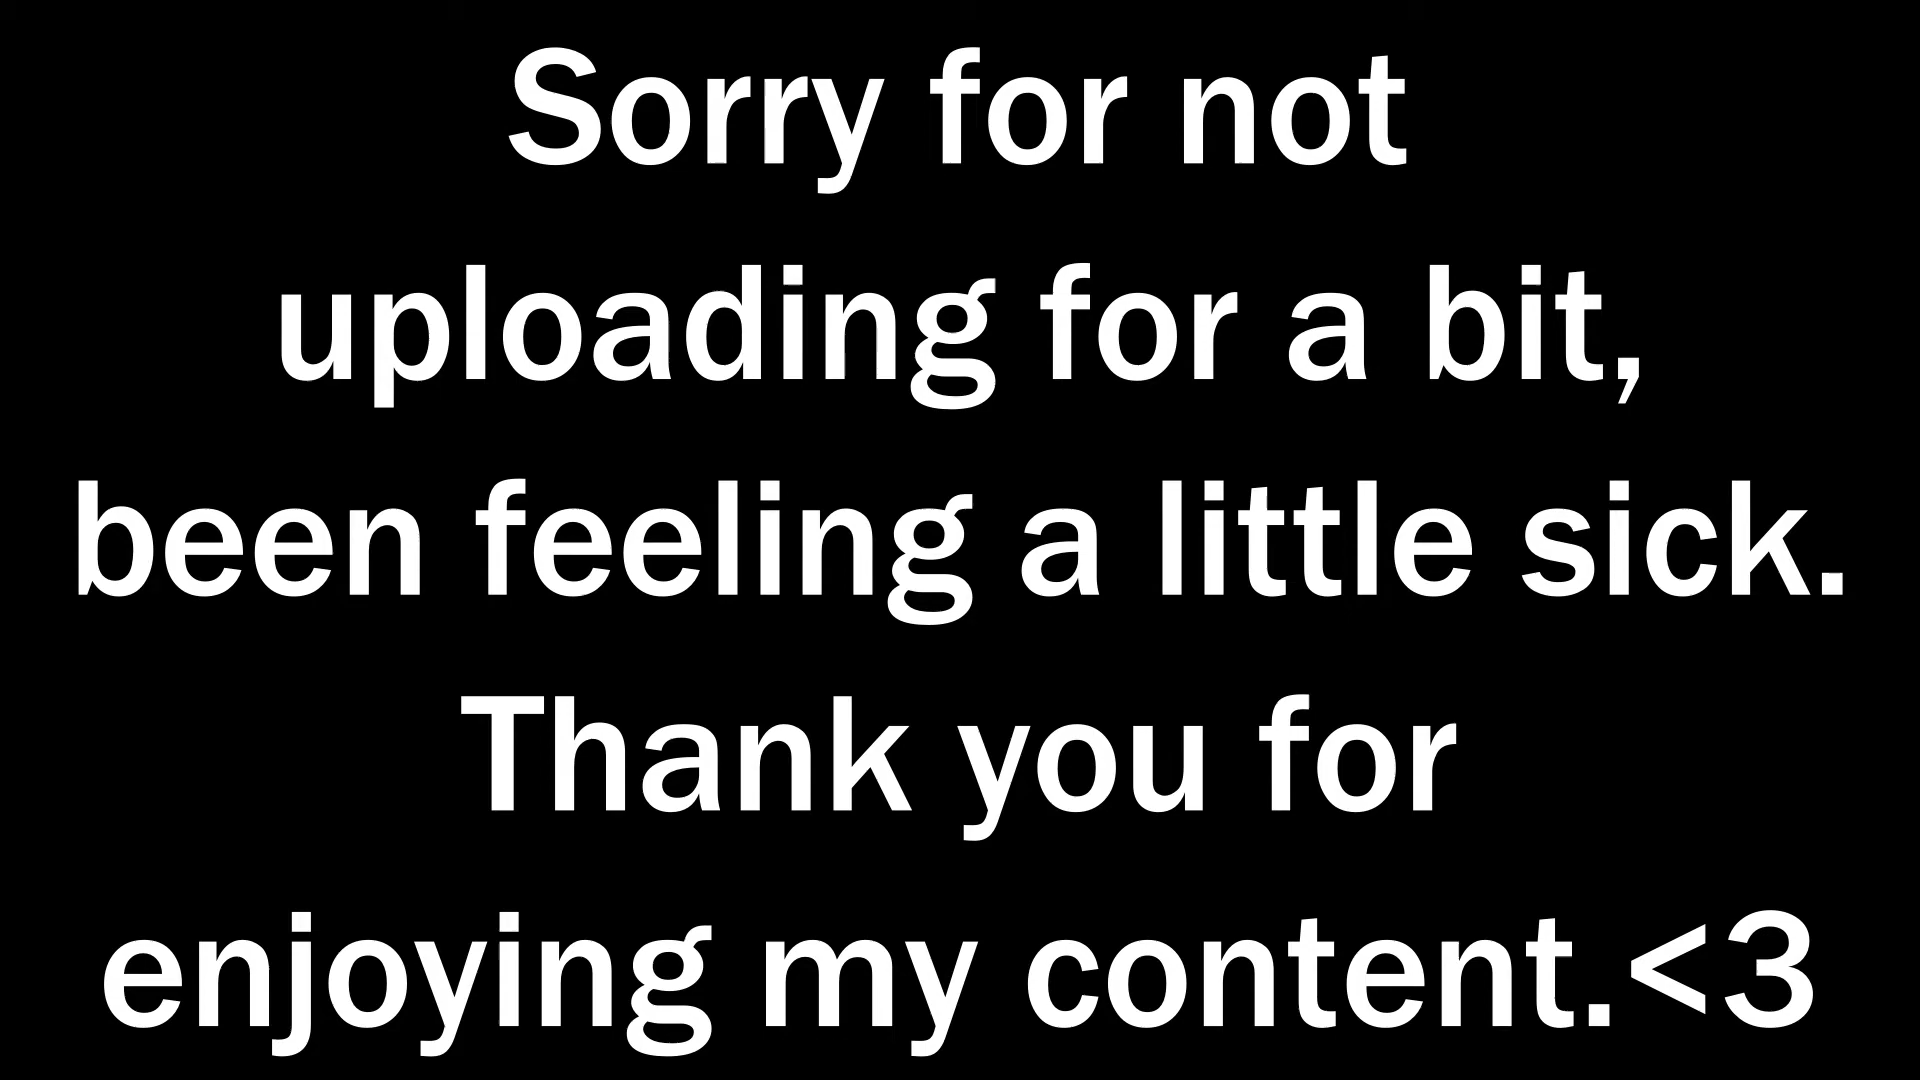 Sorry for not
uploading for a bit,
been feeling a little sick.
Thank you for
enjoying my content.<3